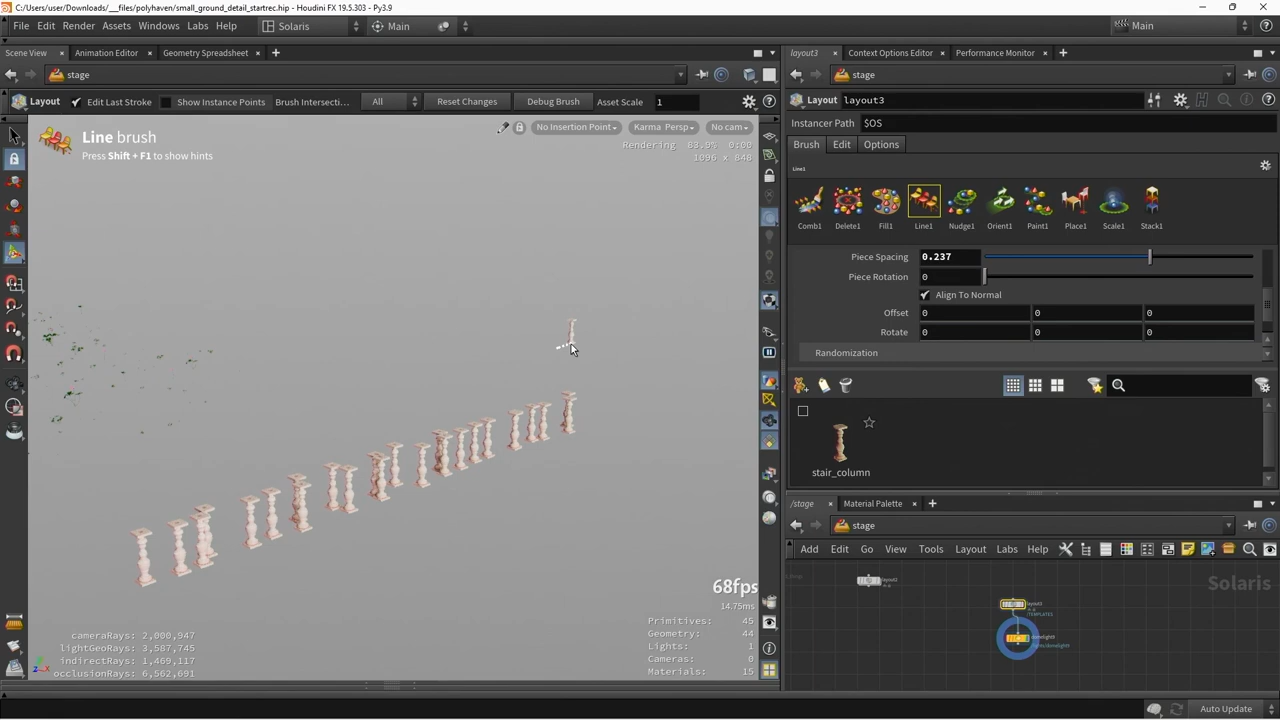 C:/Users/user/Downloads/__files/polyhaven/small_ground_detail_startrec.hip - Houdini FX 19.5.303 - Py3.9
File Edit Render Assets Windows Labs Help Solaris Main Main
Scene View Animation Editor Geometry Spreadsheet
stage
Layout Edit Last Stroke Show Instance Points Brush Intersecti... All Reset Changes Debug Brush Asset Scale 1
Line brush
Press Shift + F1 to show hints
No Insertion Point Karma Persp No cam
Rendering 83.9% 0:00
1096 x 848
68fps
14.75ms
cameraRays: 2,000,947
lightGeoRays: 3,587,745
indirectRays: 1,469,117
occlusionRays: 6,562,691
Primitives: 45
Geometry: 44
Lights: 1
Cameras: 0
Materials: 15
layout3 Context Options Editor Performance Monitor
stage
Layout layout3
Instancer Path $OS
Brush Edit Options
Line1
Comb1 Delete1 Fill1 Line1 Nudge1 Orient1 Paint1 Place1 Scale1 Stack1
Piece Spacing 0.237
Piece Rotation 0
Align To Normal
Offset 0 0 0
Rotate 0 0 0
Randomization
stair_column
/stage Material Palette
stage
Add Edit Go View Tools Layout Labs Help
Solaris
layout2
layout3
Auto Update